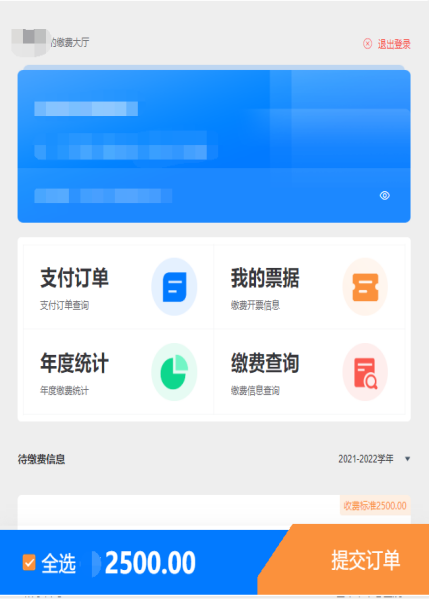 的缴费大厅
退出登录
支付订单
支付订单查询
我的票据
缴费开票信息
年度统计
年度缴费统计
缴费查询
缴费信息查询
待缴费信息
2021-2022学年
收费标准2500.00
全选
2500.00
提交订单